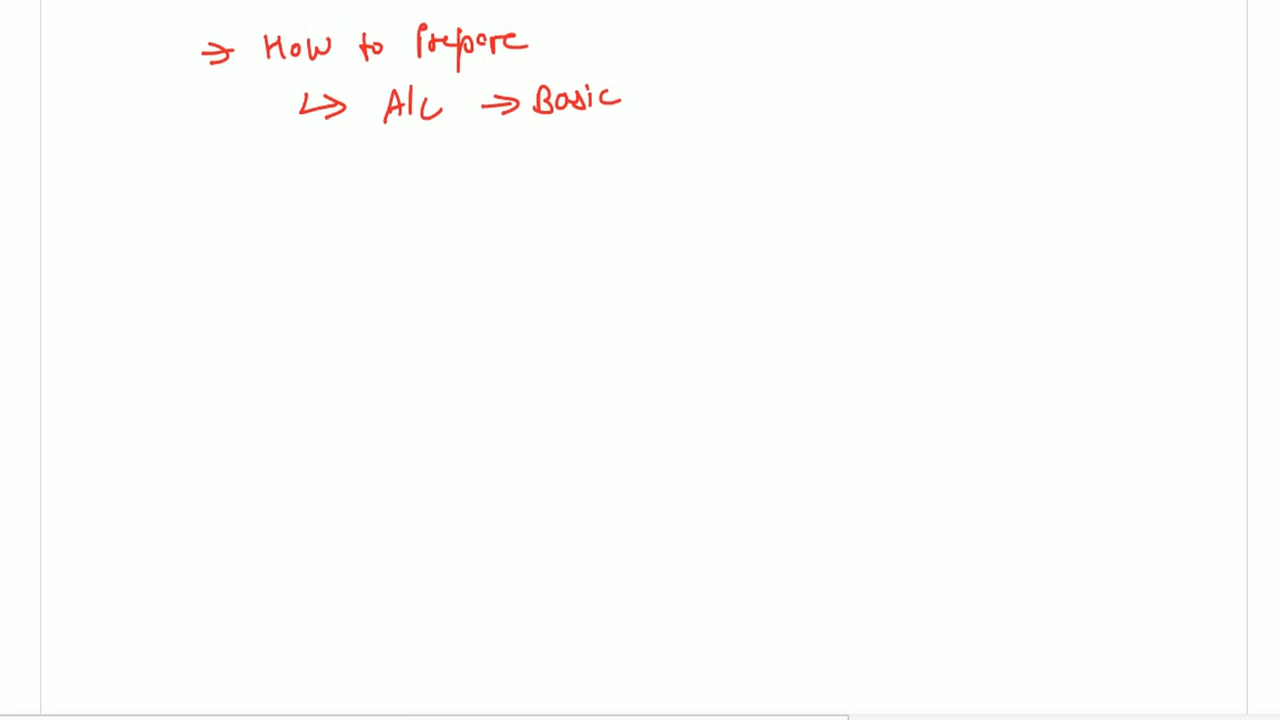 ⇒ How to Prepare
↳ A/c ⇒ Basic